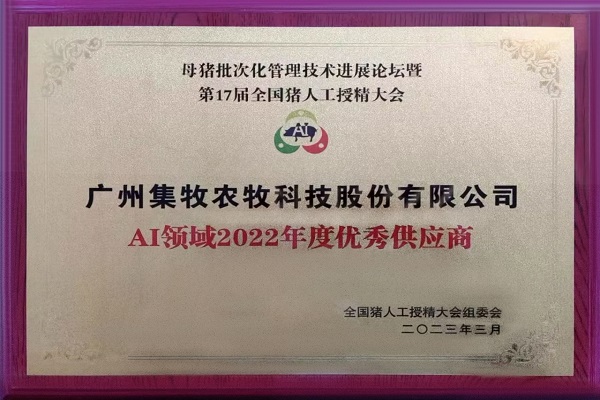 母猪批次化管理技术进展论坛暨
第17届全国猪人工授精大会
AI
广州集牧农牧科技股份有限公司
AI领域2022年度优秀供应商
全国猪人工授精大会组委会
二〇二三年三月